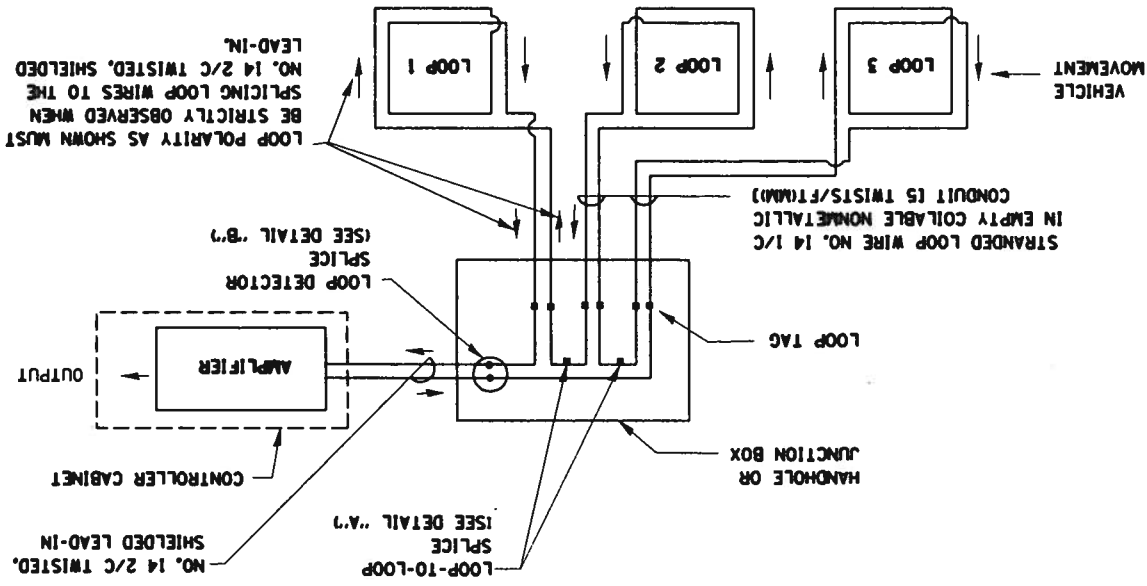 NO. 14 2/C TWISTED,
SHIELDED LEAD-IN
LOOP-TO-LOOP
SPLICE
(SEE DETAIL "A")
HANDHOLE OR
JUNCTION BOX
CONTROLLER CABINET
OUTPUT
AMPLIFIER
LOOP TAG
LOOP DETECTOR
SPLICE
(SEE DETAIL "B")
STRANDED LOOP WIRE NO. 14 1/C
IN EMPTY COILABLE NONMETALLIC
CONDUIT [5 TWISTS/FT(MM)]
LOOP POLARITY AS SHOWN MUST
BE STRICTLY OBSERVED WHEN
SPLICING LOOP WIRES TO THE
NO. 14 2/C TWISTED, SHIELDED
LEAD-IN.
VEHICLE
MOVEMENT
LOOP 1
LOOP 2
LOOP 3